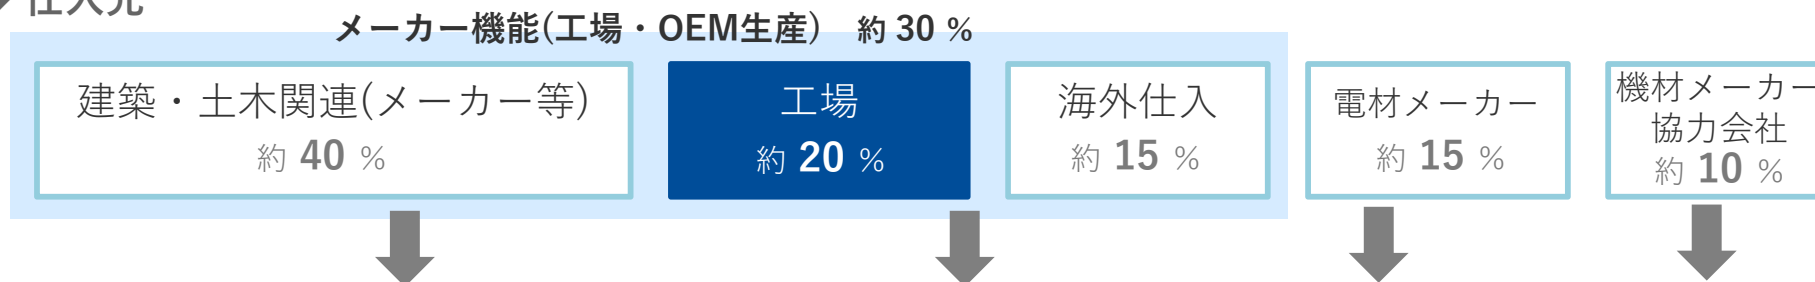 仕入先
メーカー機能(工場・OEM生産) 約 30 %
建築・土木関連(メーカー等)
約 40 %
工場
約 20 %
海外仕入
約 15 %
電材メーカー
約 15 %
機材メーカー
協力会社
約 10 %